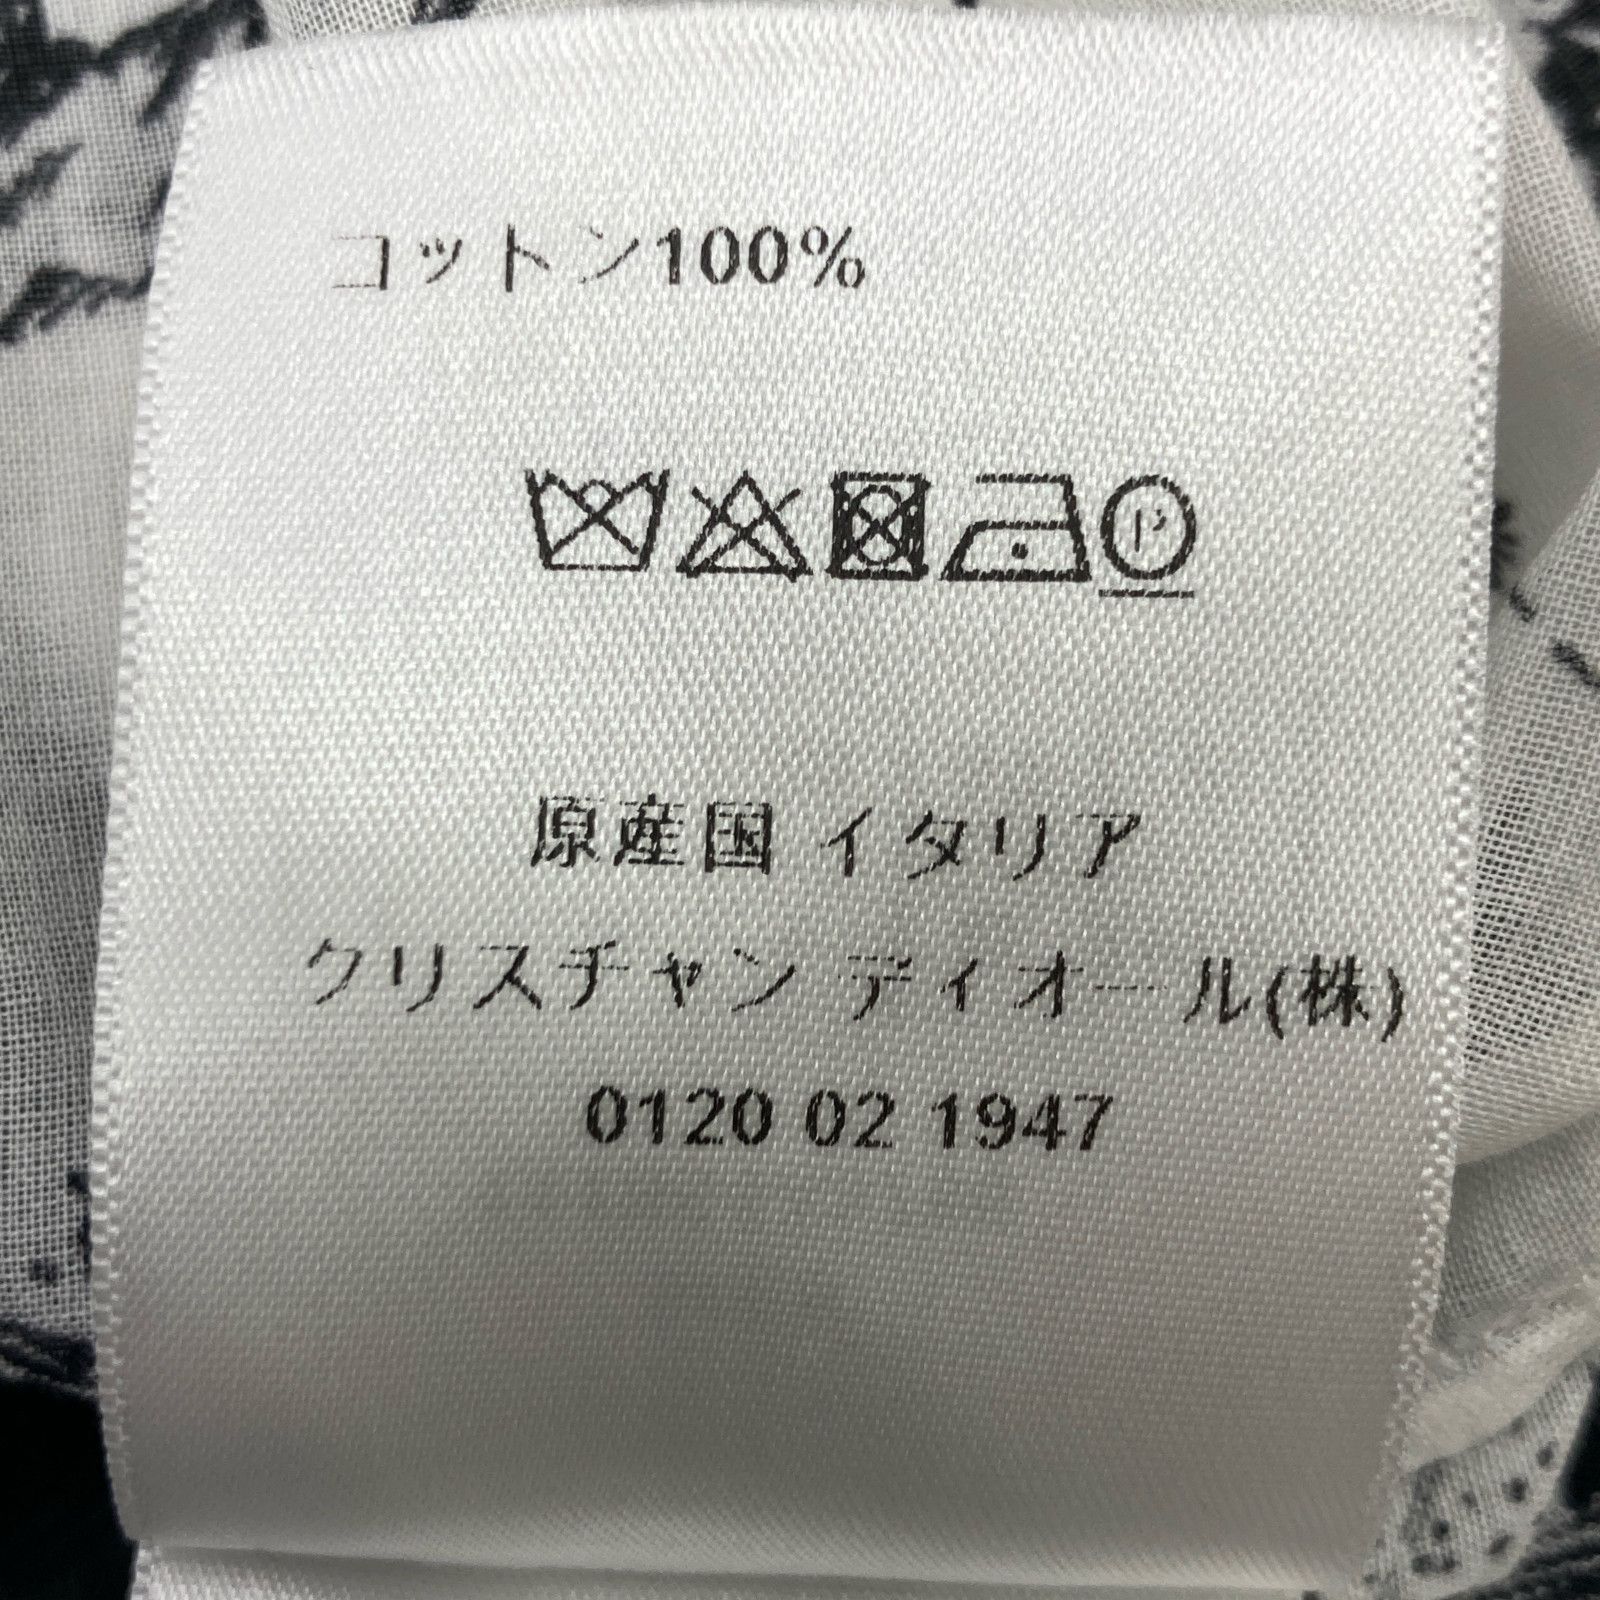 コットン100%
P
原産国 イタリア
クリスチャン ディオール(株)
0120 02 1947